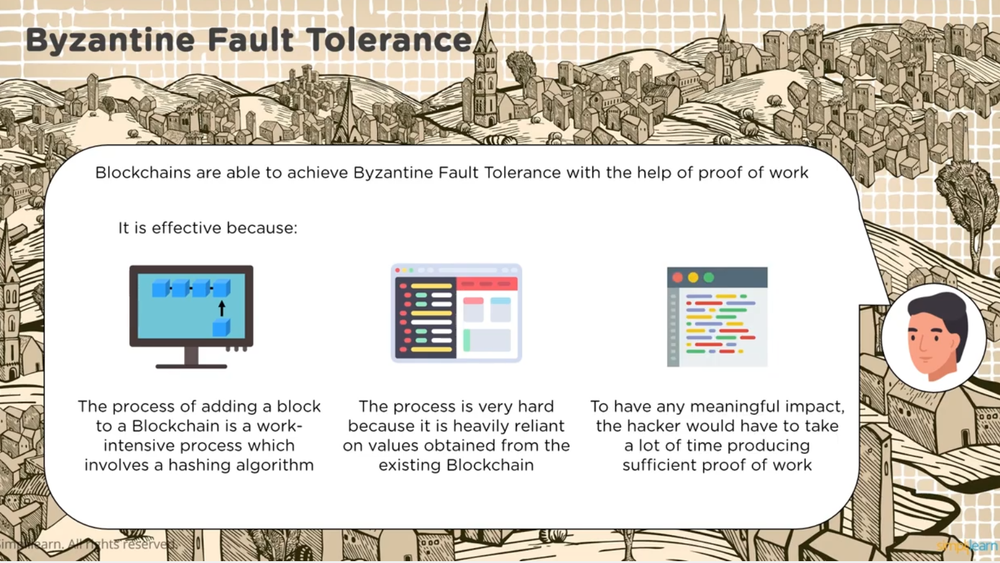 Byzantine Fault Tolerance
Blockchains are able to achieve Byzantine Fault Tolerance with the help of proof of work
It is effective because:
The process of adding a block
to a Blockchain is a work-
intensive process which
involves a hashing algorithm
The process is very hard
because it is heavily reliant
on values obtained from the
existing Blockchain
To have any meaningful impact,
the hacker would have to take
a lot of time producing
sufficient proof of work
Simplilearn. All rights reserved.
simplilearn